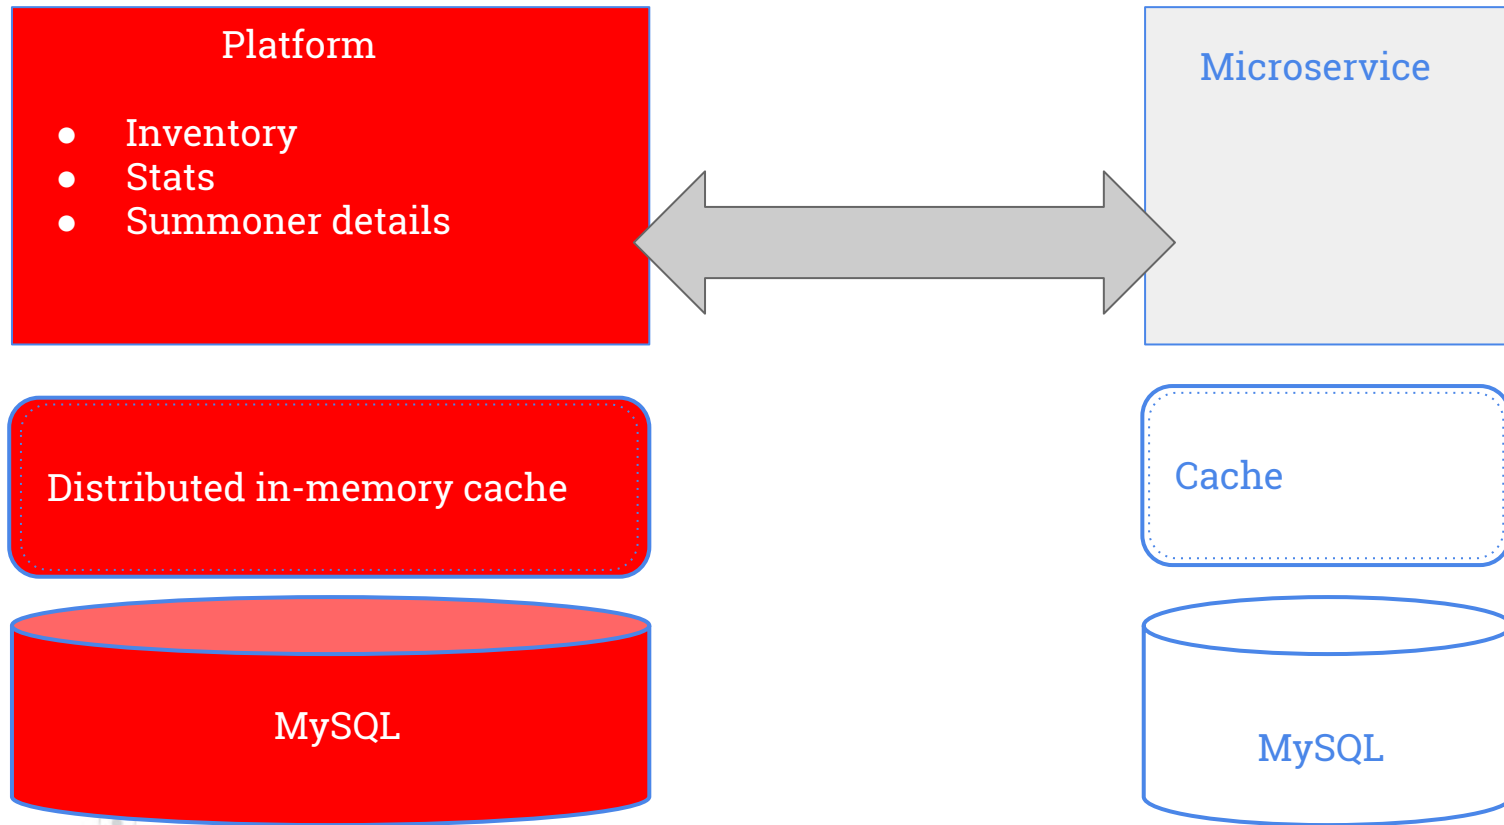 Platform
● Inventory
● Stats
● Summoner details
Microservice
Distributed in-memory cache
Cache
MySQL
MySQL